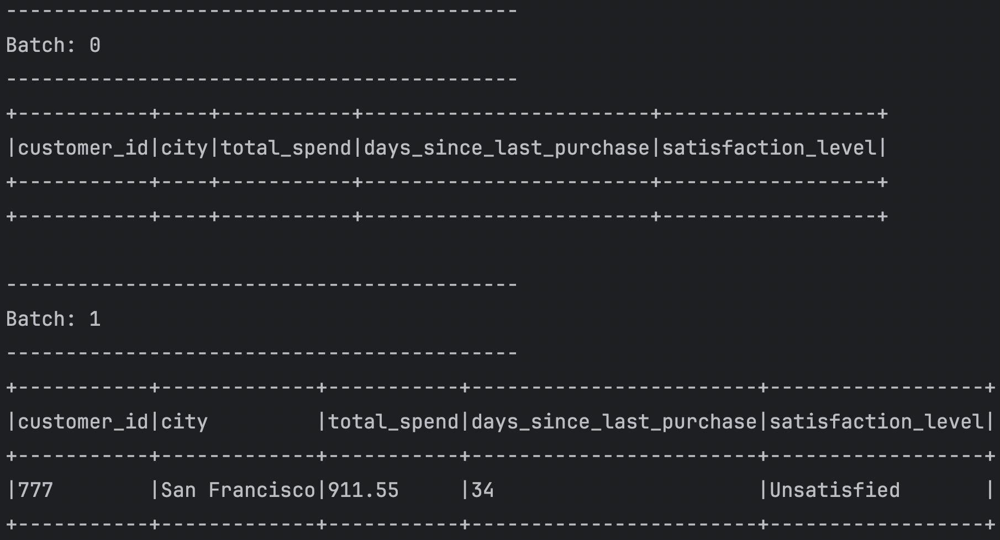 -------------------------------------------
Batch: 0
-------------------------------------------
+-----------+----+-----------+------------------------+------------------+
|customer_id|city|total_spend|days_since_last_purchase|satisfaction_level|
+-----------+----+-----------+------------------------+------------------+
+-----------+----+-----------+------------------------+------------------+
-------------------------------------------
Batch: 1
-------------------------------------------
+-----------+-------------+-----------+------------------------+------------------+
|customer_id|city         |total_spend|days_since_last_purchase|satisfaction_level|
+-----------+-------------+-----------+------------------------+------------------+
|777        |San Francisco|911.55     |34                      |Unsatisfied       |
+-----------+-------------+-----------+------------------------+------------------+